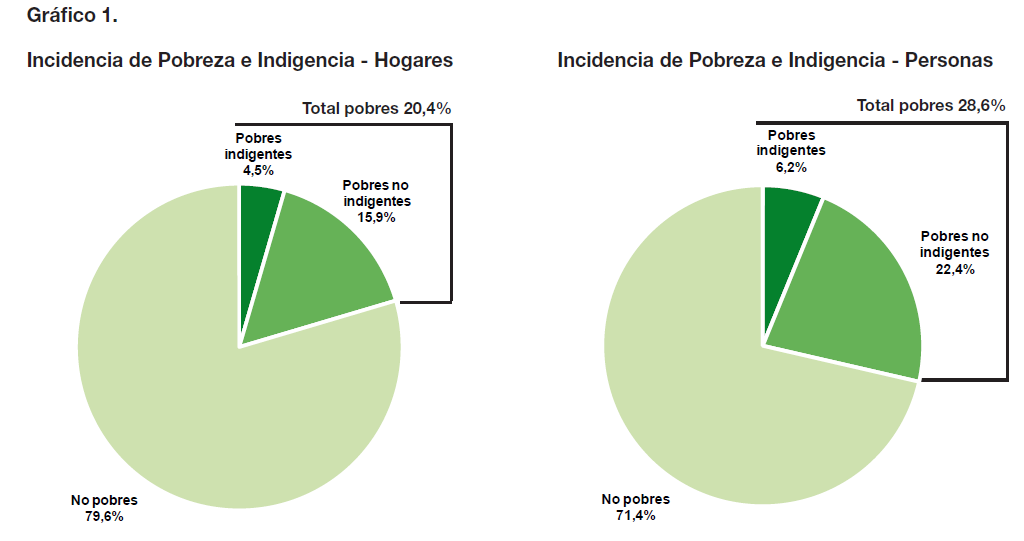 Gráfico 1.
Incidencia de Pobreza e Indigencia - Hogares
Total pobres 20,4%
Pobres
indigentes
4,5%
Pobres no
indigentes
15,9%
No pobres
79,6%
Incidencia de Pobreza e Indigencia - Personas
Total pobres 28,6%
Pobres
indigentes
6,2%
Pobres no
indigentes
22,4%
No pobres
71,4%